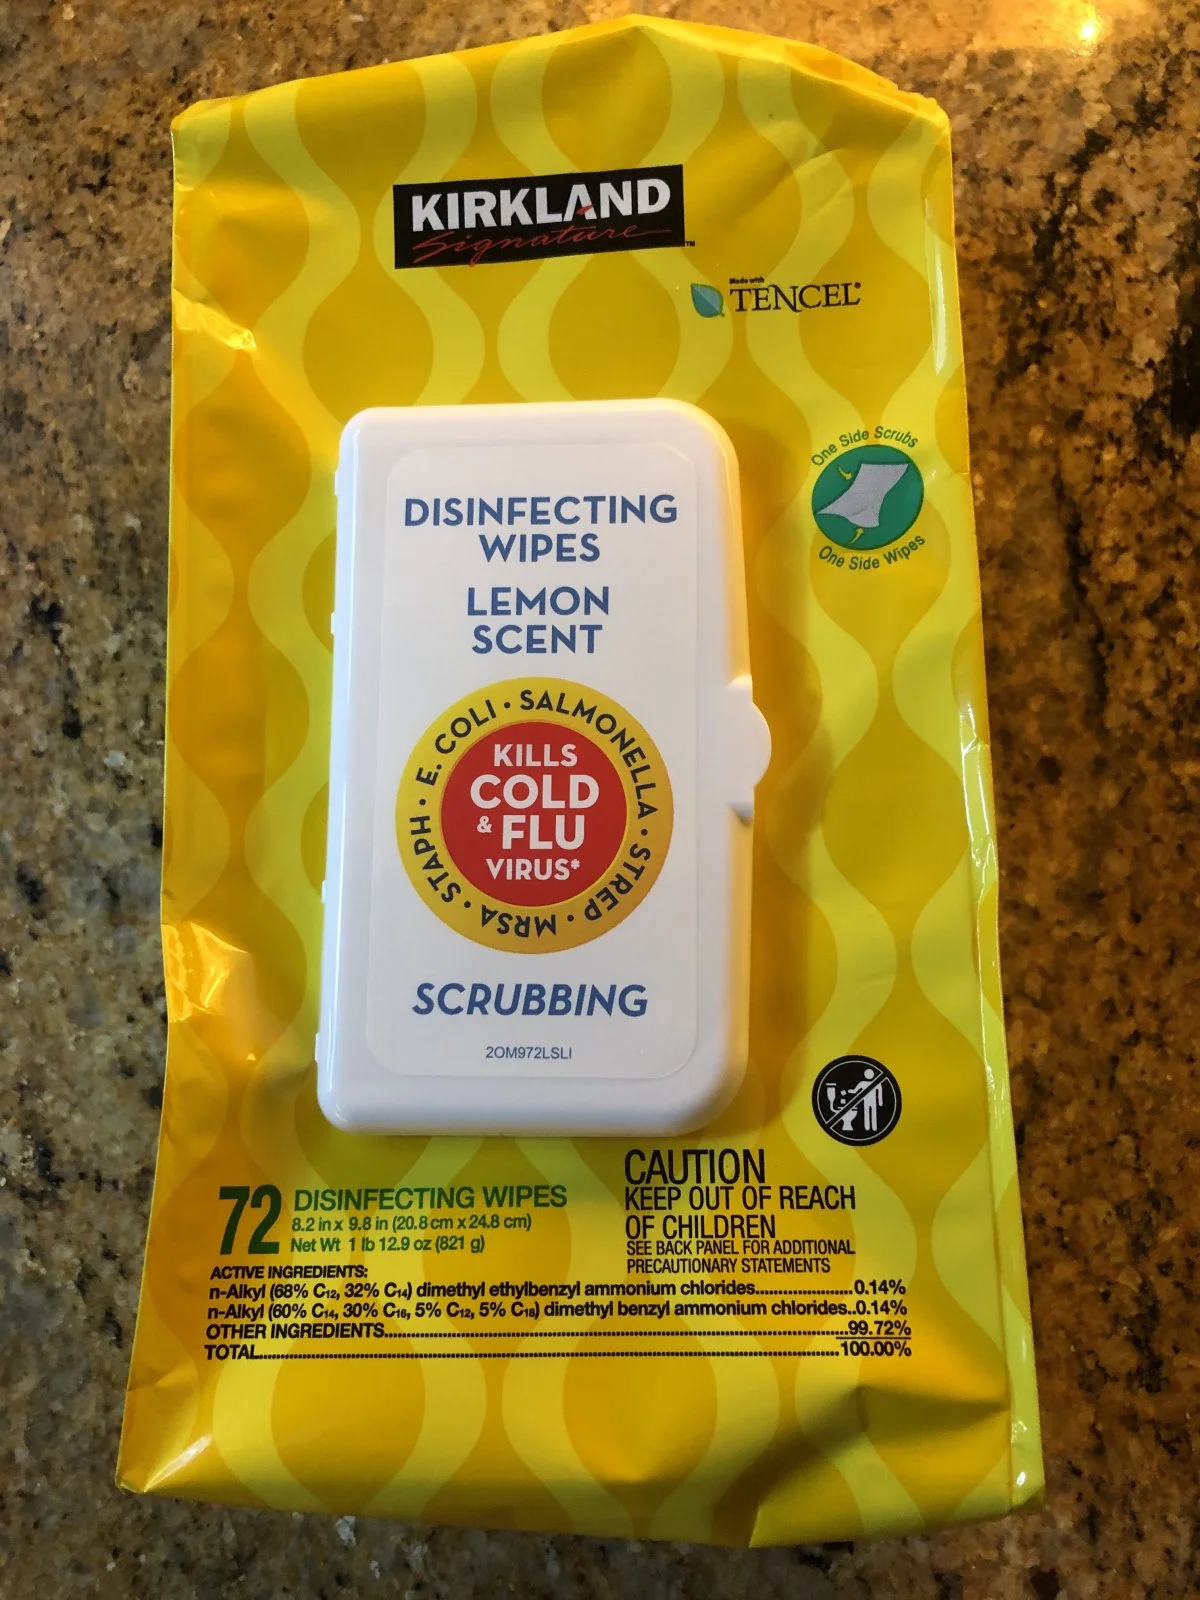 KIRKLAND
Signature™
Made with
TENCEL®
One Side Scrubs
One Side Wipes
DISINFECTING
WIPES
LEMON
SCENT
STAPH · E. COLI · SALMONELLA · STREP · MRSA ·
KILLS
COLD
& FLU
VIRUS*
SCRUBBING
2OM972LSLI
72 DISINFECTING WIPES
8.2 in x 9.8 in (20.8 cm x 24.8 cm)
Net Wt 1 lb 12.9 oz (821 g)
CAUTION
KEEP OUT OF REACH
OF CHILDREN
SEE BACK PANEL FOR ADDITIONAL
PRECAUTIONARY STATEMENTS
ACTIVE INGREDIENTS:
n-Alkyl (68% C₁₂, 32% C₁₄) dimethyl ethylbenzyl ammonium chlorides....................0.14%
n-Alkyl (60% C₁₄, 30% C₁₆, 5% C₁₂, 5% C₁₈) dimethyl benzyl ammonium chlorides..0.14%
OTHER INGREDIENTS....................99.72%
TOTAL....................100.00%